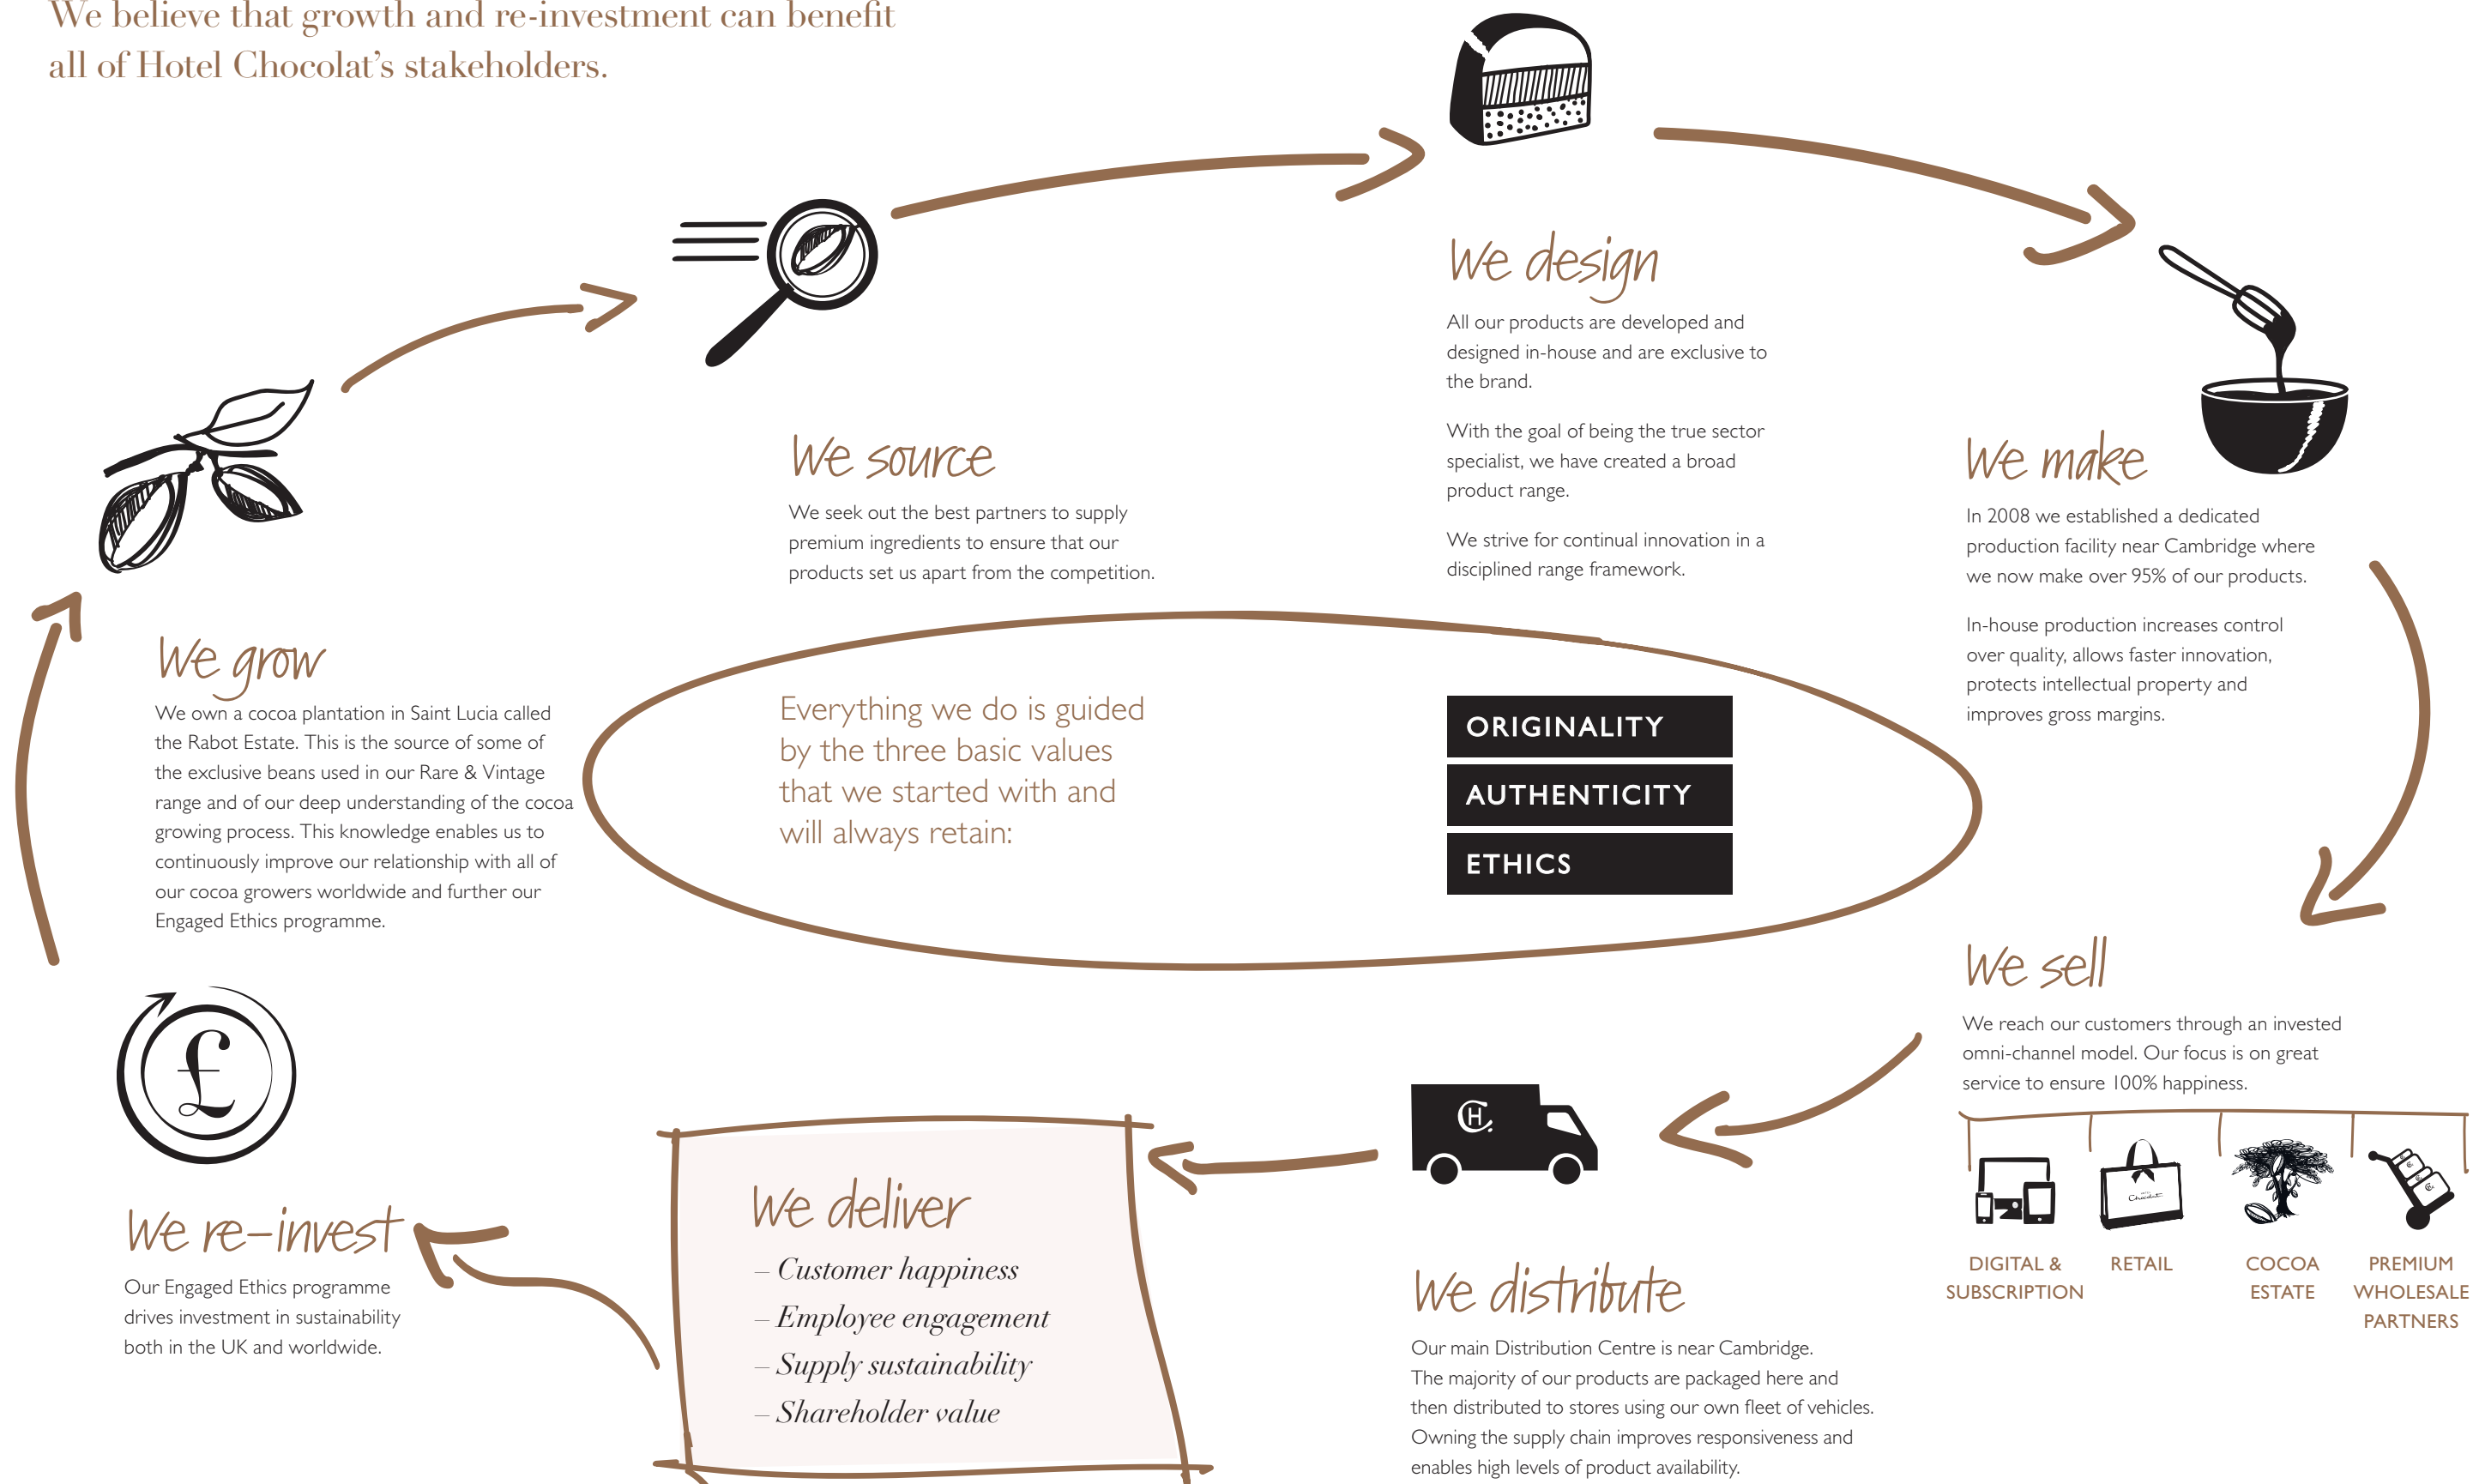 We believe that growth and re-investment can benefit
all of Hotel Chocolat's stakeholders.
We grow
We own a cocoa plantation in Saint Lucia called
the Rabot Estate. This is the source of some of
the exclusive beans used in our Rare & Vintage
range and of our deep understanding of the cocoa
growing process. This knowledge enables us to
continuously improve our relationship with all of
our cocoa growers worldwide and further our
Engaged Ethics programme.
We source
We seek out the best partners to supply
premium ingredients to ensure that our
products set us apart from the competition.
We design
All our products are developed and
designed in-house and are exclusive to
the brand.
With the goal of being the true sector
specialist, we have created a broad
product range.
We strive for continual innovation in a
disciplined range framework.
We make
In 2008 we established a dedicated
production facility near Cambridge where
we now make over 95% of our products.
In-house production increases control
over quality, allows faster innovation,
protects intellectual property and
improves gross margins.
Everything we do is guided
by the three basic values
that we started with and
will always retain:
ORIGINALITY
AUTHENTICITY
ETHICS
We sell
We reach our customers through an invested
omni-channel model. Our focus is on great
service to ensure 100% happiness.
Chocolat
DIGITAL &
SUBSCRIPTION
RETAIL
COCOA
ESTATE
PREMIUM
WHOLESALE
PARTNERS
HC
We distribute
Our main Distribution Centre is near Cambridge.
The majority of our products are packaged here and
then distributed to stores using our own fleet of vehicles.
Owning the supply chain improves responsiveness and
enables high levels of product availability.
We deliver
– Customer happiness
– Employee engagement
– Supply sustainability
– Shareholder value
£
We re-invest
Our Engaged Ethics programme
drives investment in sustainability
both in the UK and worldwide.